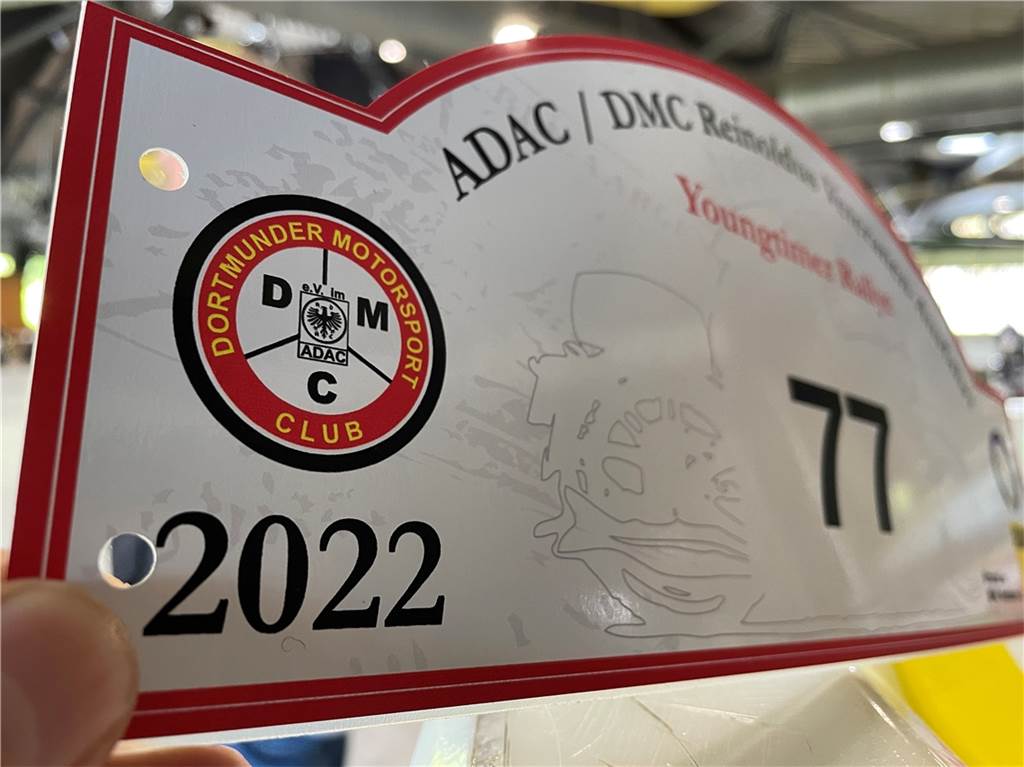 ADAC / DMC Reinoldus
Youngtimer Rallye
DORTMUNDER MOTORSPORT CLUB
D M C
e.V. im
ADAC
77
2022